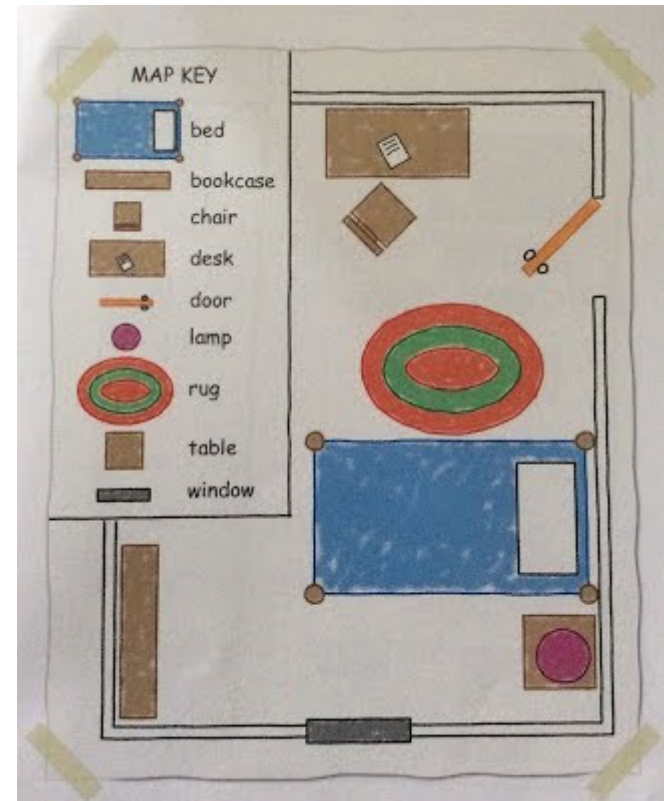 MAP KEY
bed
bookcase
chair
desk
door
lamp
rug
table
window